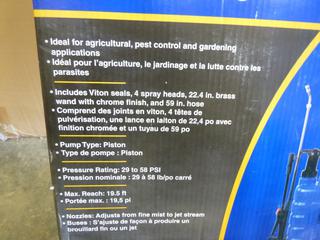 • Ideal for agricultural, pest control and gardening
applications
• Idéal pour l'agriculture, le jardinage et la lutte contre les
parasites
• Includes Viton seals, 4 spray heads, 22.4 in. brass
wand with chrome finish, and 59 in. hose
• Comprend des joints en viton, 4 têtes de
pulvérisation, une lance en laiton de 22,4 po avec
finition chromée et un tuyau de 59 po
• Pump Type: Piston
• Type de pompe : Piston
• Pressure Rating: 29 to 58 PSI
• Pression nominale : 29 à 58 lb/po carré
• Max. Reach: 19.5 ft
• Portée max. : 19,5 pi
• Nozzles: Adjusts from fine mist to jet stream
• Buses : S'ajuste de façon à produire un
brouillard fin ou un jet